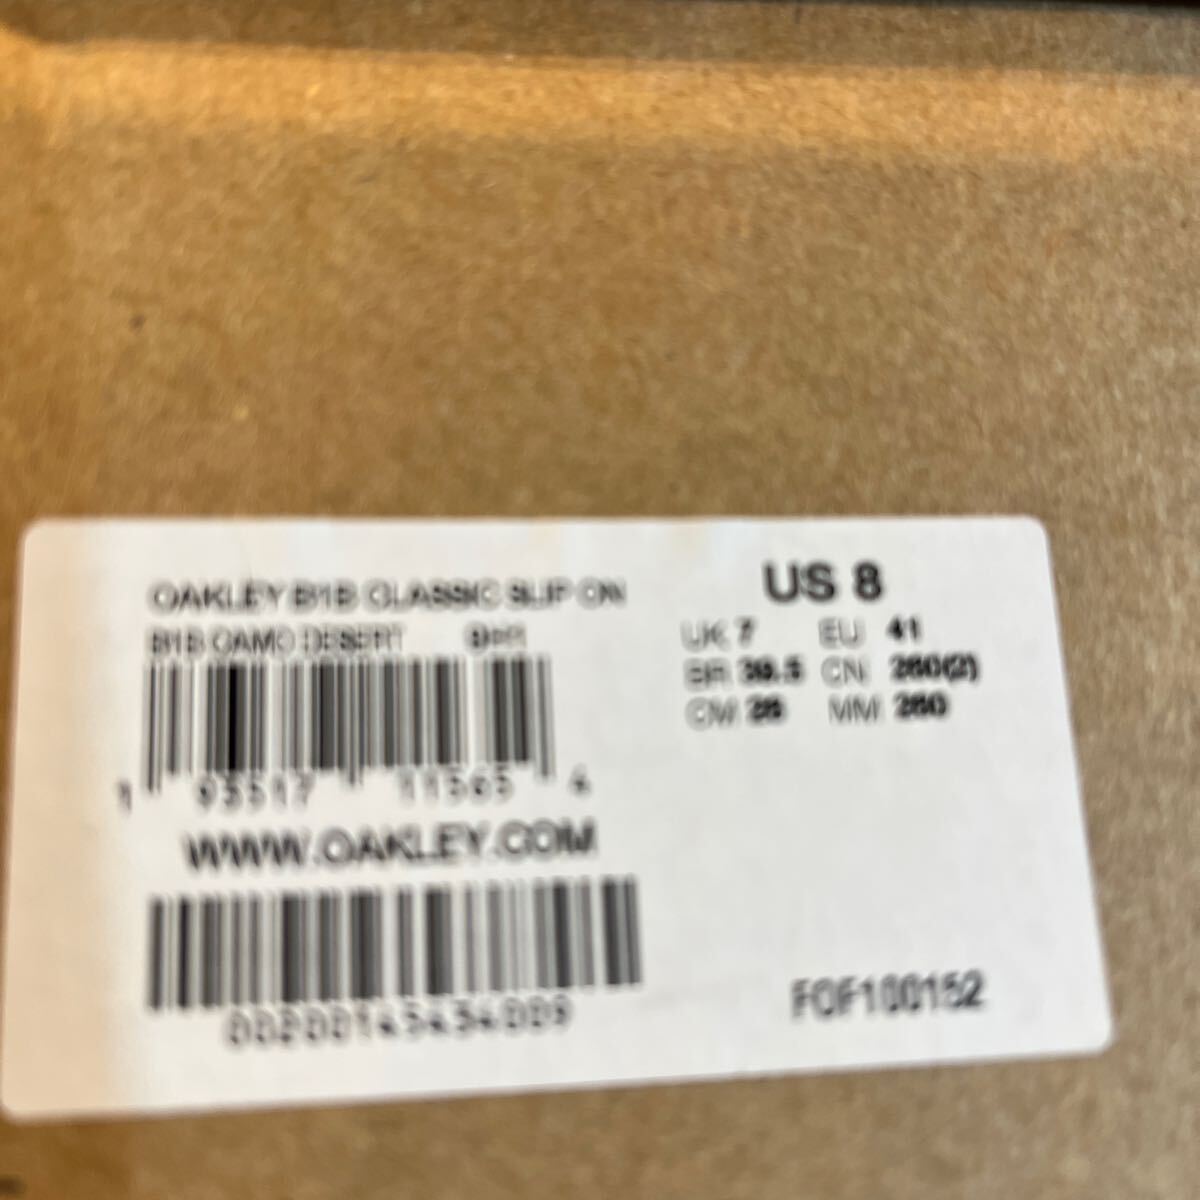 OAKLEY B1B CLASSIC SLIP ON
B1B CAMO DESERT
1 93517 11565 4
WWW.OAKLEY.COM
00200145434009
US 8
UK: 7 EU: 41
BR: 39.5 CN: 260(2)
CM: 26 MM: 260
FOF100152